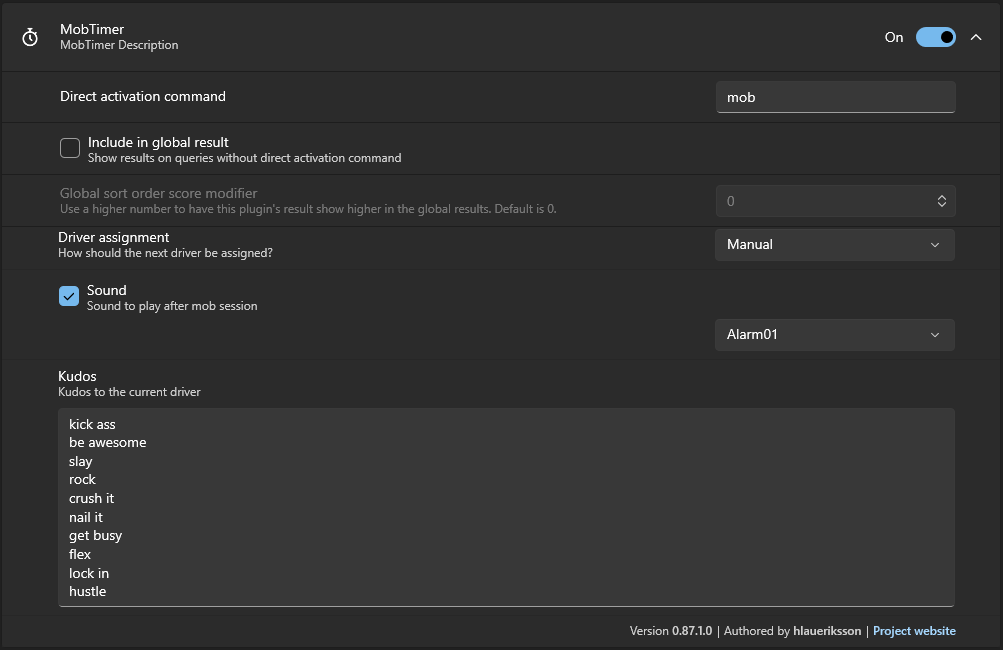 MobTimer
MobTimer Description
On
Direct activation command
mob
Include in global result
Show results on queries without direct activation command
Global sort order score modifier
Use a higher number to have this plugin's result show higher in the global results. Default is 0.
0
Driver assignment
How should the next driver be assigned?
Manual
Sound
Sound to play after mob session
Alarm01
Kudos
Kudos to the current driver
kick ass
be awesome
slay
rock
crush it
nail it
get busy
flex
lock in
hustle
Version 0.87.1.0 | Authored by hlaueriksson | Project website